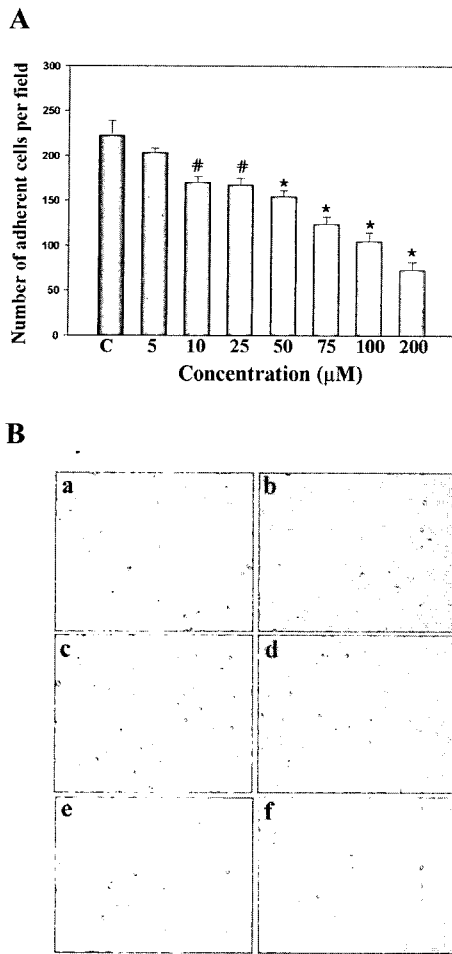 A
Number of adherent cells per field
300
250
200
150
100
50
0
# # * * * *
C 5 10 25 50 75 100 200
Concentration (µM)
B
a b
c d
e f